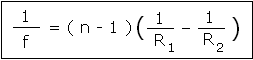 1/f = ( n - 1 ) ( 1/R₁ - 1/R₂ )